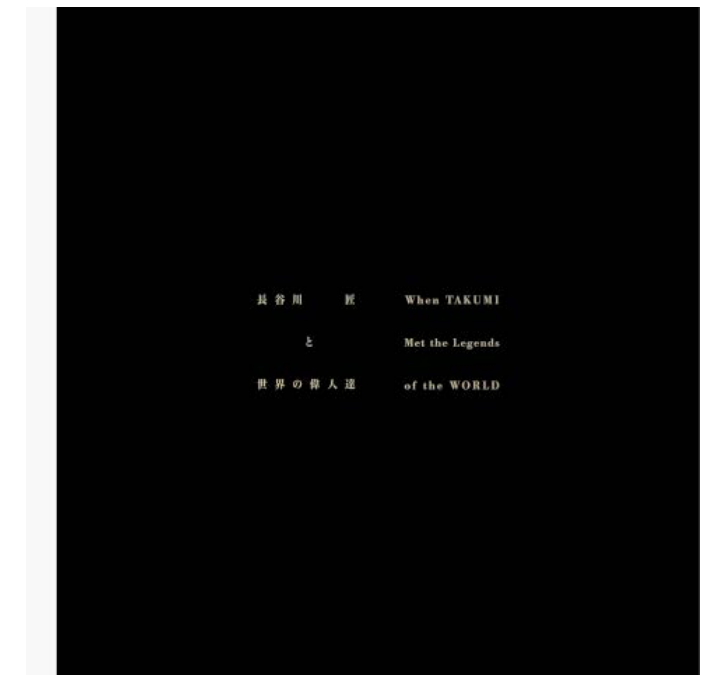 長谷川 匠 When TAKUMI
と Met the Legends
世界の偉人達 of the WORLD